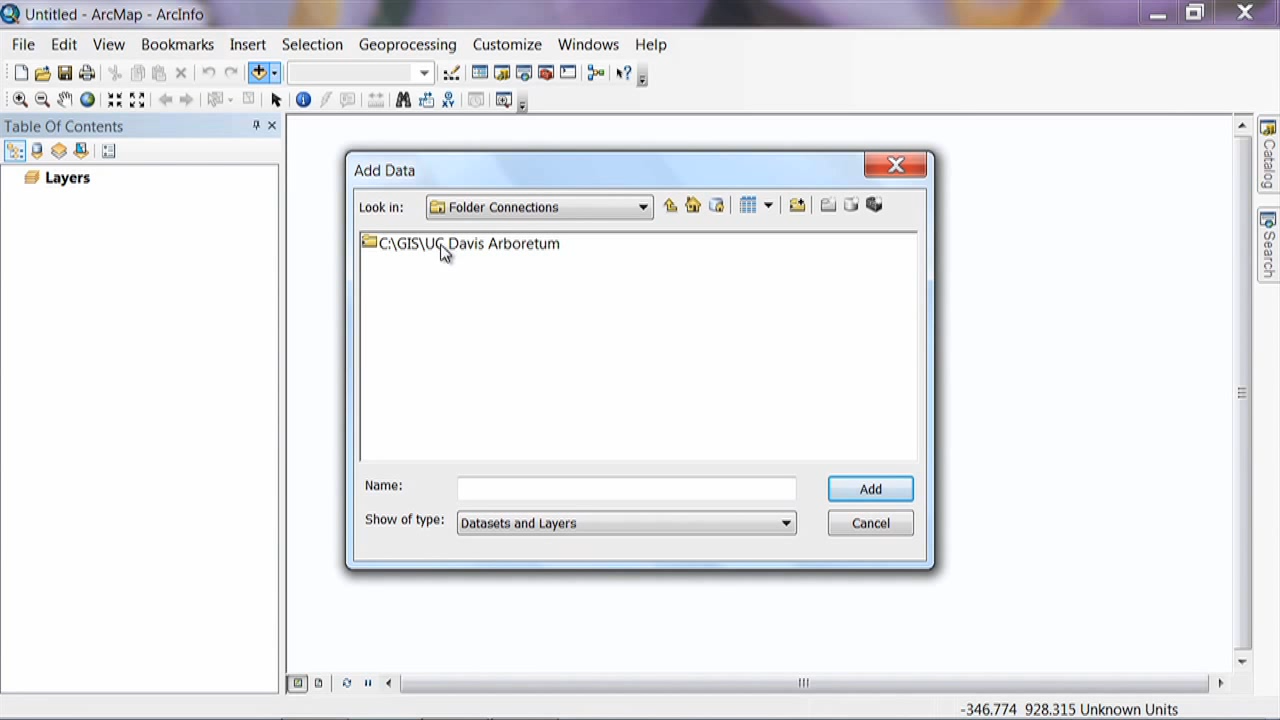 Untitled - ArcMap - ArcInfo
File Edit View Bookmarks Insert Selection Geoprocessing Customize Windows Help
Table Of Contents
Layers
Add Data
Look in: Folder Connections
C:\GIS\UC Davis Arboretum
Name:
Add
Show of type: Datasets and Layers
Cancel
Catalog
Search
-346.774 928.315 Unknown Units